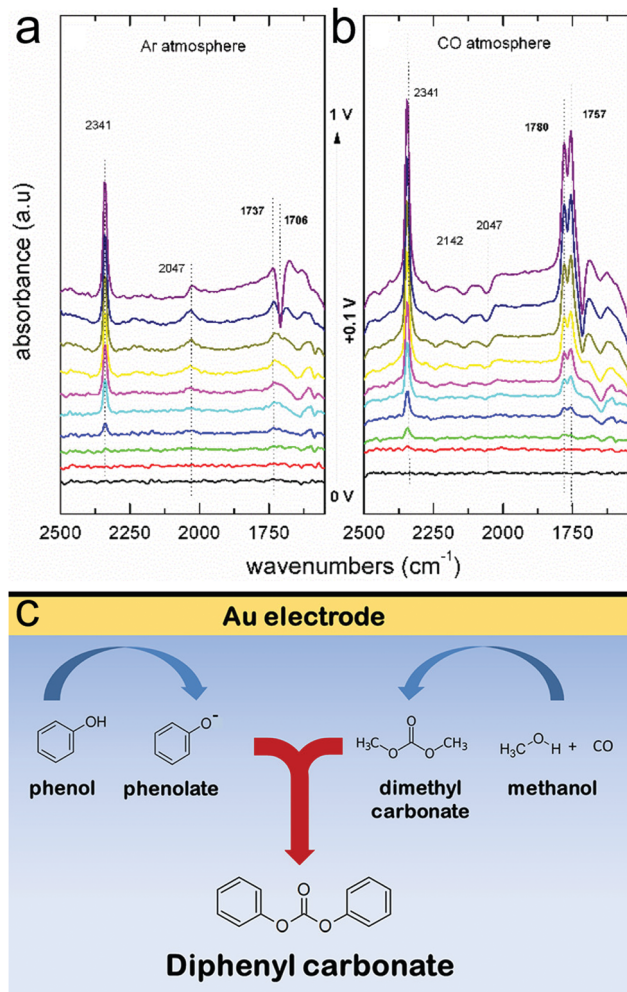 a
Ar atmosphere
2341
2047
1737
1706
absorbance (a.u)
2500
2250
2000
1750
b
CO atmosphere
2341
2142
2047
1780
1757
1 V
+0.1 V
0 V
2500
2250
2000
1750
wavenumbers (cm⁻¹)
C
Au electrode
OH
phenol
O⁻
phenolate
O
H₃C O O CH₃
dimethyl
carbonate
H₃C O H + CO
methanol
O
O O
Diphenyl carbonate